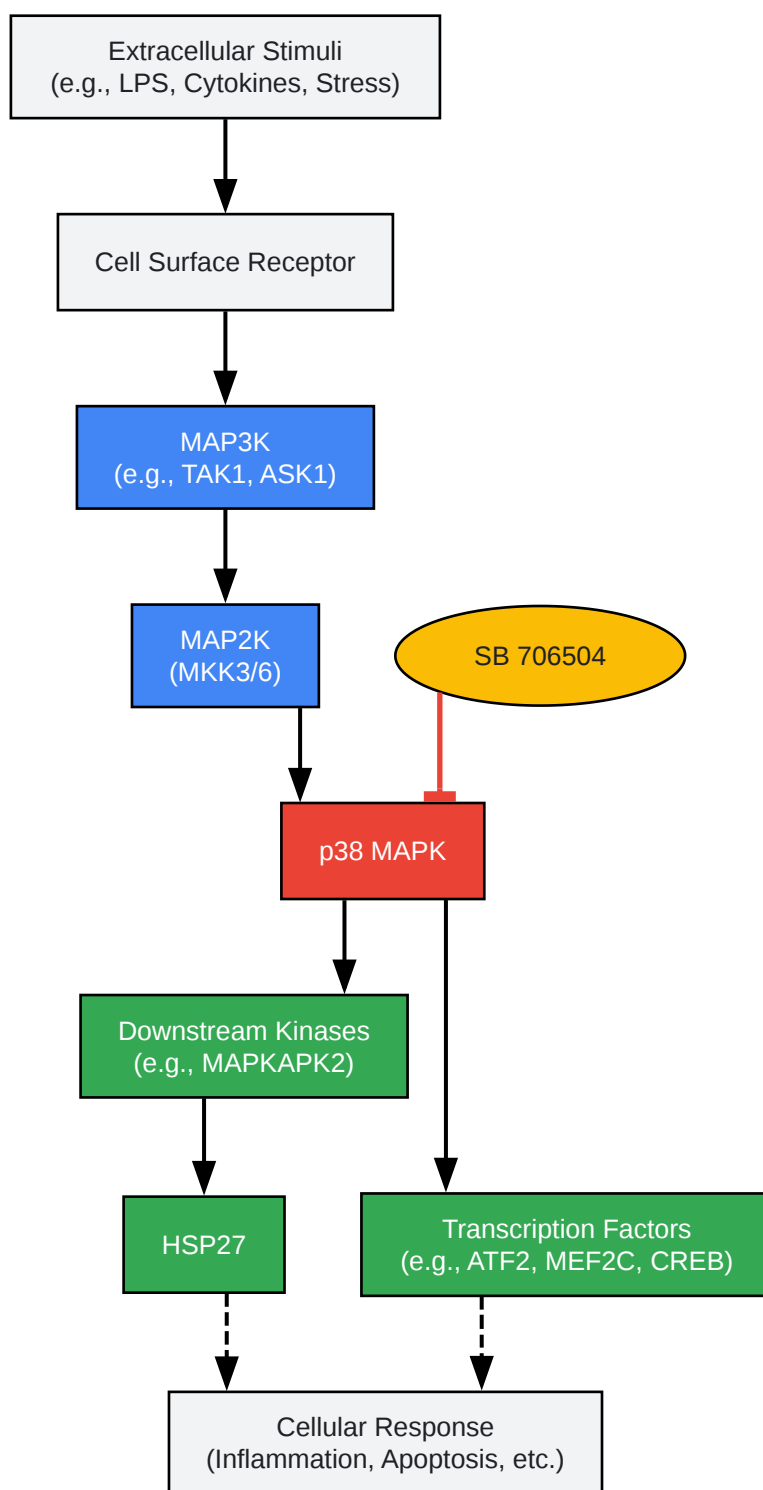 Extracellular Stimuli
(e.g., LPS, Cytokines, Stress)
Cell Surface Receptor
MAP3K
(e.g., TAK1, ASK1)
MAP2K
(MKK3/6)
SB 706504
p38 MAPK
Downstream Kinases
(e.g., MAPKAPK2)
HSP27
Transcription Factors
(e.g., ATF2, MEF2C, CREB)
Cellular Response
(Inflammation, Apoptosis, etc.)